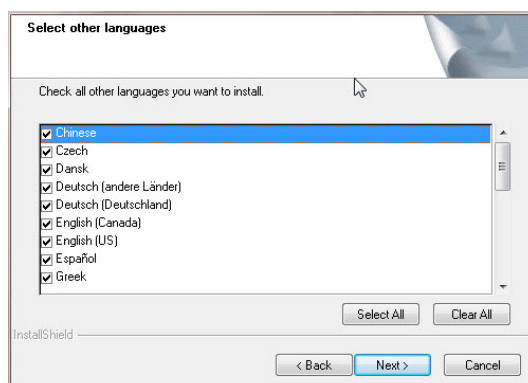 Select other languages
Check all other languages you want to install.
Chinese
Czech
Dansk
Deutsch (andere Länder)
Deutsch (Deutschland)
English (Canada)
English (US)
Español
Greek
Select All Clear All
InstallShield
< Back Next > Cancel